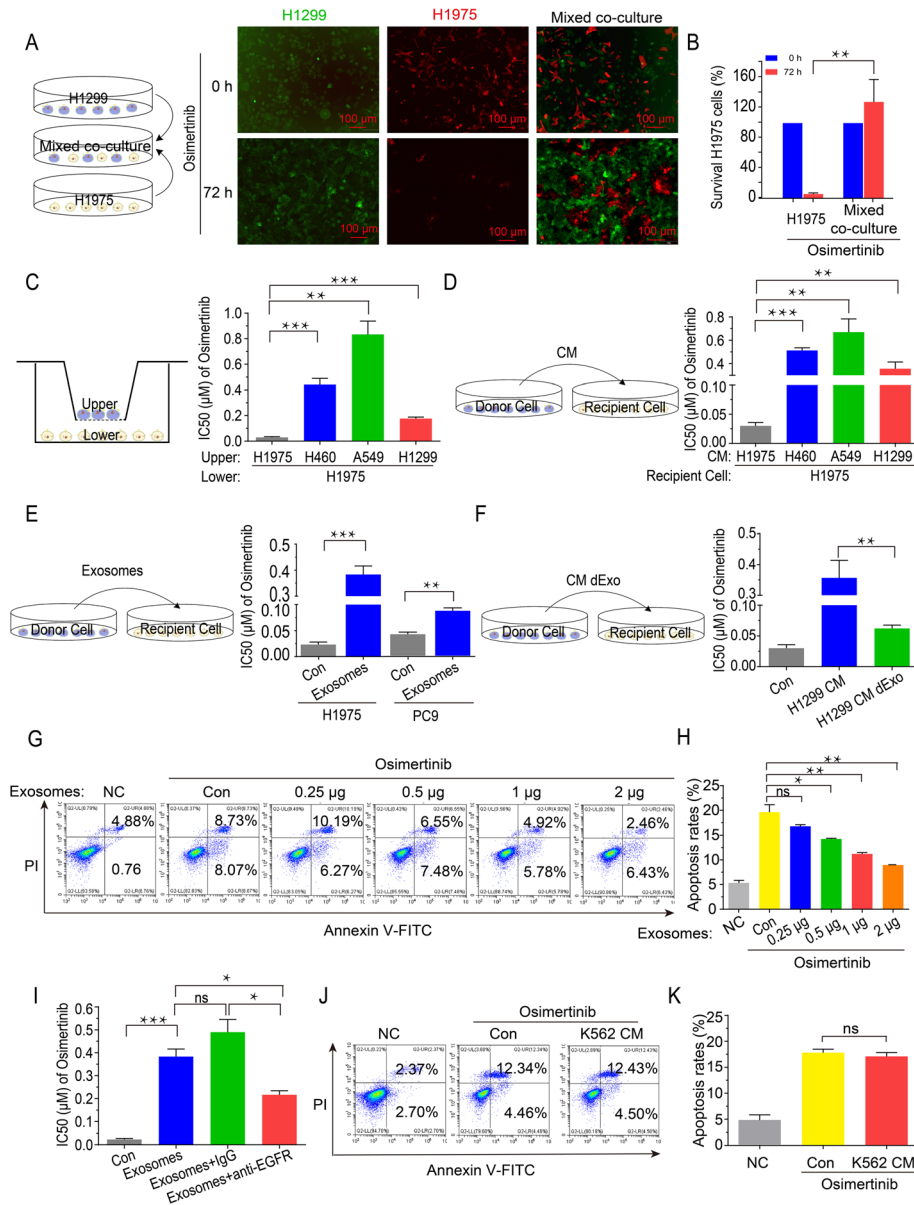 A
H1299
H1975
Mixed co-culture
H1299
Mixed co-culture
H1975
Osimertinib
0 h
72 h
100 μm
100 μm
100 μm
100 μm
100 μm
100 μm
B
Survival H1975 cells (%)
160
120
80
40
0
0 h
72 h
**
H1975
Mixed
co-culture
Osimertinib
C
Upper
Lower
IC50 (μM) of Osimertinib
1.0
0.8
0.6
0.4
0.2
0.0
***
**
***
Upper: H1975 H460 A549 H1299
Lower: H1975
D
CM
Donor Cell
Recipient Cell
IC50 (μM) of Osimertinib
0.8
0.6
0.4
0.2
0.10
0.05
0.00
**
**
***
CM: H1975 H460 A549 H1299
Recipient Cell: H1975
E
Exosomes
Donor Cell
Recipient Cell
IC50 (μM) of Osimertinib
0.5
0.4
0.3
0.2
0.10
0.05
0.00
***
**
Con
Exosomes
Con
Exosomes
H1975
PC9
F
CM dExo
Donor Cell
Recipient Cell
IC50 (μM) of Osimertinib
0.5
0.4
0.3
0.2
0.10
0.05
0.00
**
Con
H1299 CM
H1299 CM dExo
G
Osimertinib
Exosomes: NC Con 0.25 μg 0.5 μg 1 μg 2 μg
4.88% 8.73% 10.19% 6.55% 4.92% 2.46%
0.76 8.07% 6.27% 7.48% 5.78% 6.43%
PI
Annexin V-FITC
H
Apoptosis rates (%)
25
20
15
10
5
0
**
**
*
ns
Exosomes: NC Con 0.25 μg 0.5 μg 1 μg 2 μg
Osimertinib
I
IC50 (μM) of Osimertinib
0.6
0.5
0.4
0.3
0.2
0.1
0.0
*
ns
*
***
Con
Exosomes
Exosomes+IgG
Exosomes+anti-EGFR
J
Osimertinib
NC Con K562 CM
2.37% 12.34% 12.43%
2.70% 4.46% 4.50%
PI
Annexin V-FITC
K
Apoptosis rates (%)
25
20
15
10
5
0
ns
NC Con K562 CM
Osimertinib